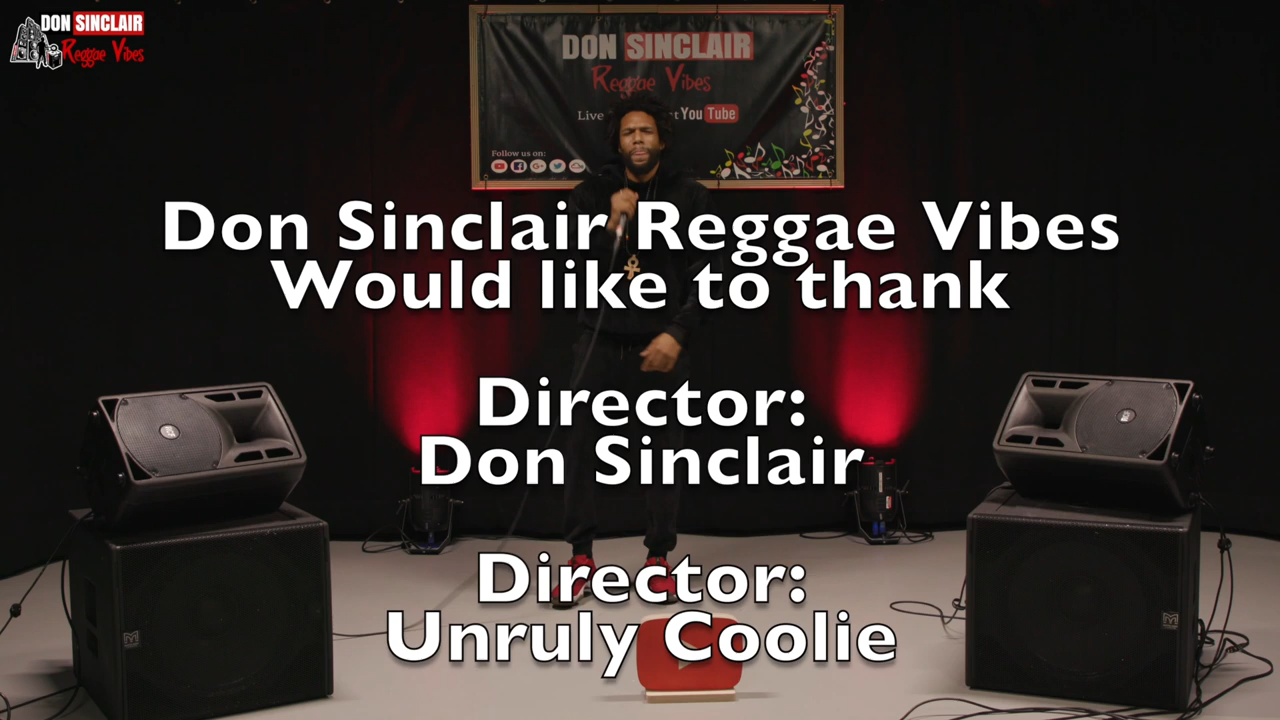 DON SINCLAIR
Reggae Vibes
DON SINCLAIR
Reggae Vibes
Live
YouTube
Follow us on:
Don Sinclair Reggae Vibes
Would like to thank
Director:
Don Sinclair
Director:
Unruly Coolie